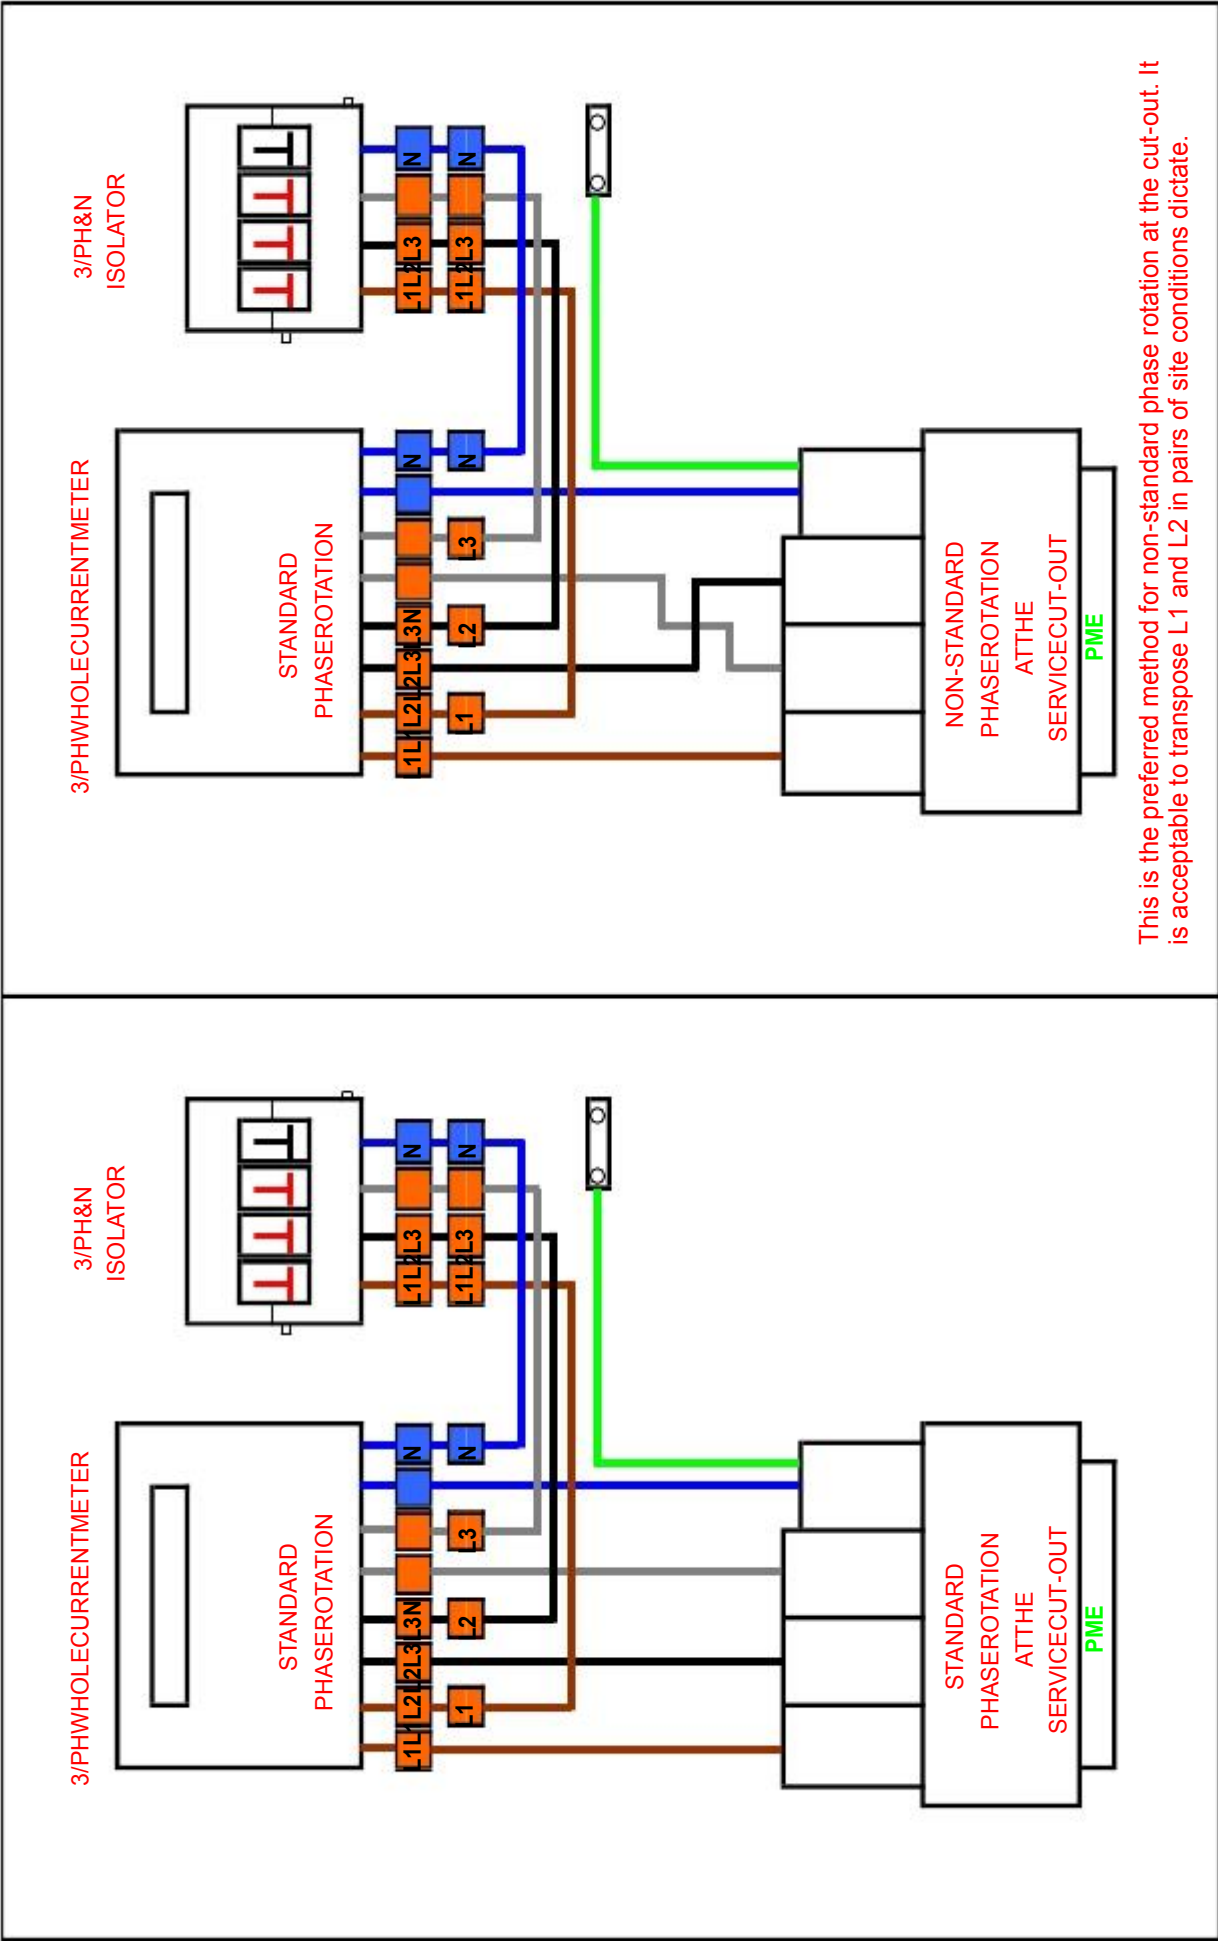 3/PHWHOLECURRENTMETER
3/PH&N
ISOLATOR
STANDARD
PHASEROTATION
L1L1L2L2L3L3N N
L1 L2 L3 N
L1L2L3 N
L1L2L3 N
STANDARD
PHASEROTATION
ATTHE
SERVICECUT-OUT
PME
3/PHWHOLECURRENTMETER
3/PH&N
ISOLATOR
STANDARD
PHASEROTATION
L1L1L2L2L3L3N N
L1 L2 L3 N
L1L2L3 N
L1L2L3 N
NON-STANDARD
PHASEROTATION
ATTHE
SERVICECUT-OUT
PME
This is the preferred method for non-standard phase rotation at the cut-out. It
is acceptable to transpose L1 and L2 in pairs of site conditions dictate.